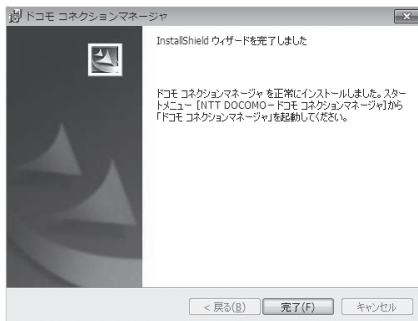 ドコモ コネクションマネージャ
InstallShield ウィザードを完了しました
ドコモ コネクションマネージャ を正常にインストールしました。スター
トメニュー [NTT DOCOMO－ドコモ コネクションマネージャ]から
「ドコモ コネクションマネージャ」を起動してください。
< 戻る(B)
完了(F)
キャンセル